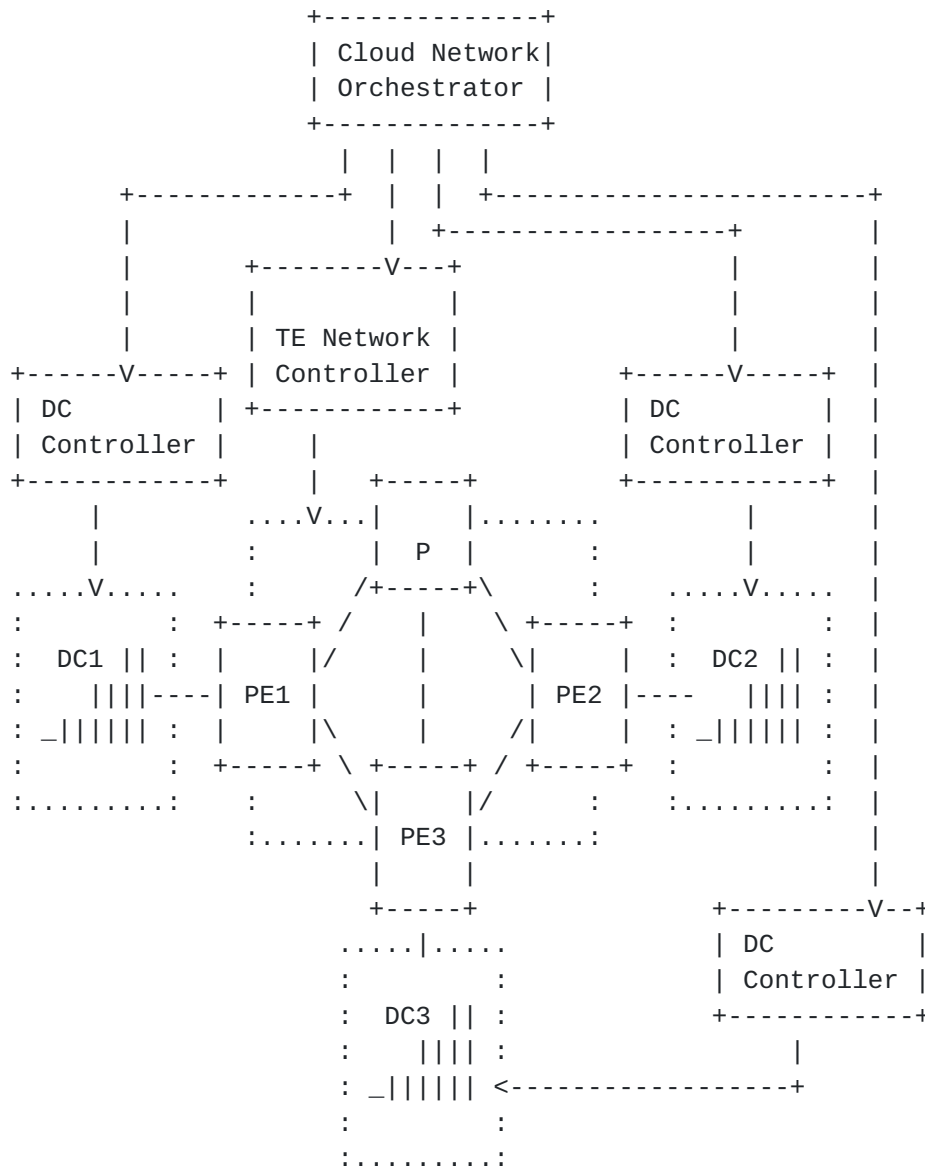 Cloud Network
Orchestrator
V
TE Network
Controller
V
DC
Controller
V
DC
Controller
V
P
V
V
DC1
PE1
PE2
DC2
PE3
V
DC
Controller
DC3